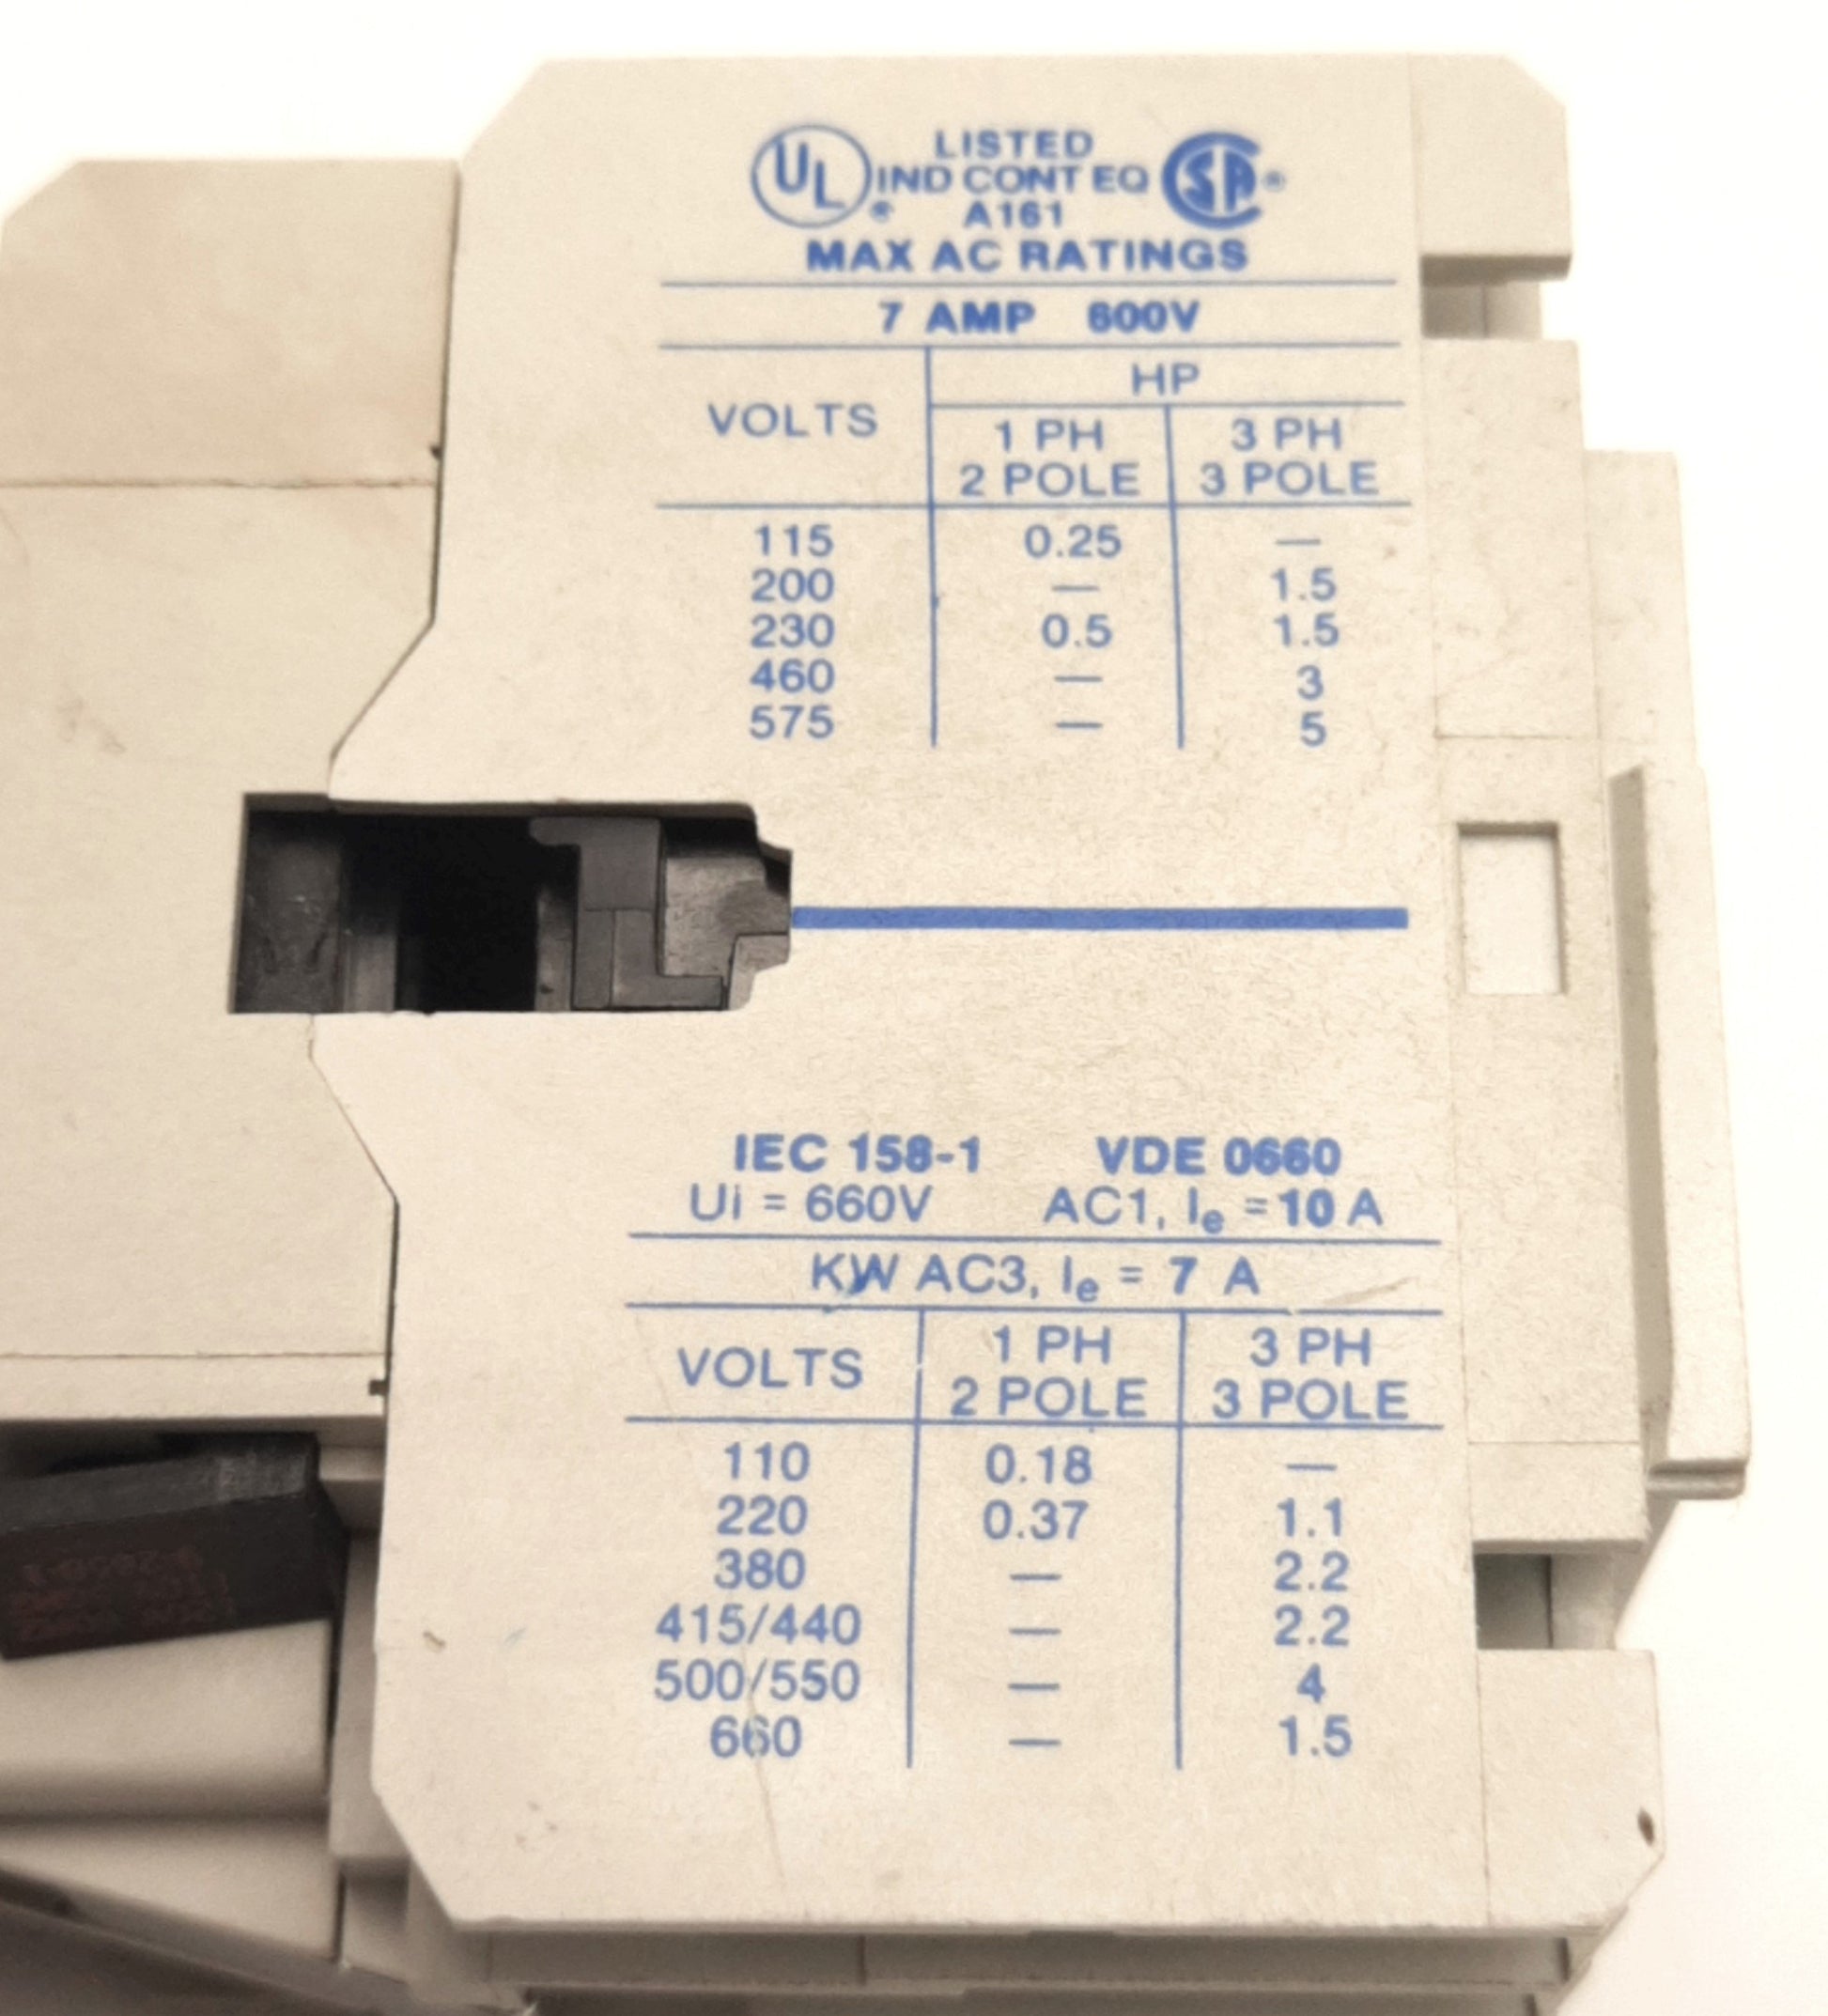 UL® LISTED IND CONT EQ SA®
A161
MAX AC RATINGS
7 AMP 600V
VOLTS HP
1 PH 3 PH
2 POLE 3 POLE
115 0.25 —
200 — 1.5
230 0.5 1.5
460 — 3
575 — 5
IEC 158-1 VDE 0660
Ui = 660V AC1, Ie = 10 A
KW AC3, Ie = 7 A
VOLTS 1 PH 3 PH
2 POLE 3 POLE
110 0.18 —
220 0.37 1.1
380 — 2.2
415/440 — 2.2
500/550 — 4
660 — 1.5